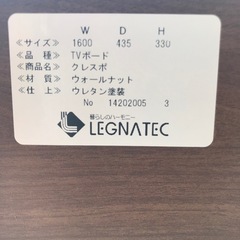 W D H
≪サイズ≫ 1600 435 330
≪品種≫ TVボード
≪商品名≫ クレスポ
≪材質≫ ウォールナット
≪仕上≫ ウレタン塗装
No 14202005 3
暮らしのハーモニー
LEGNATEC